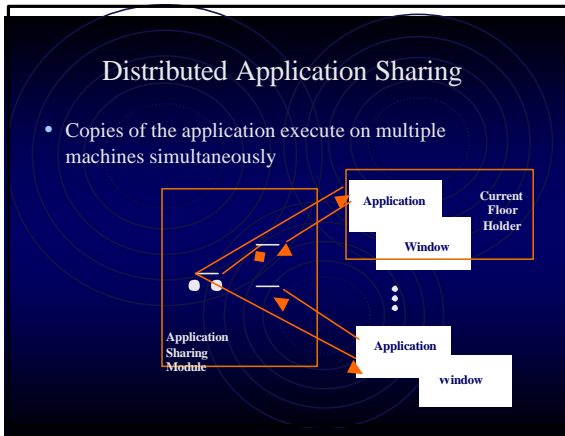 Distributed Application Sharing
• Copies of the application execute on multiple
machines simultaneously
Application
Current
Floor
Holder
Window
Application
Sharing
Module
Application
Window